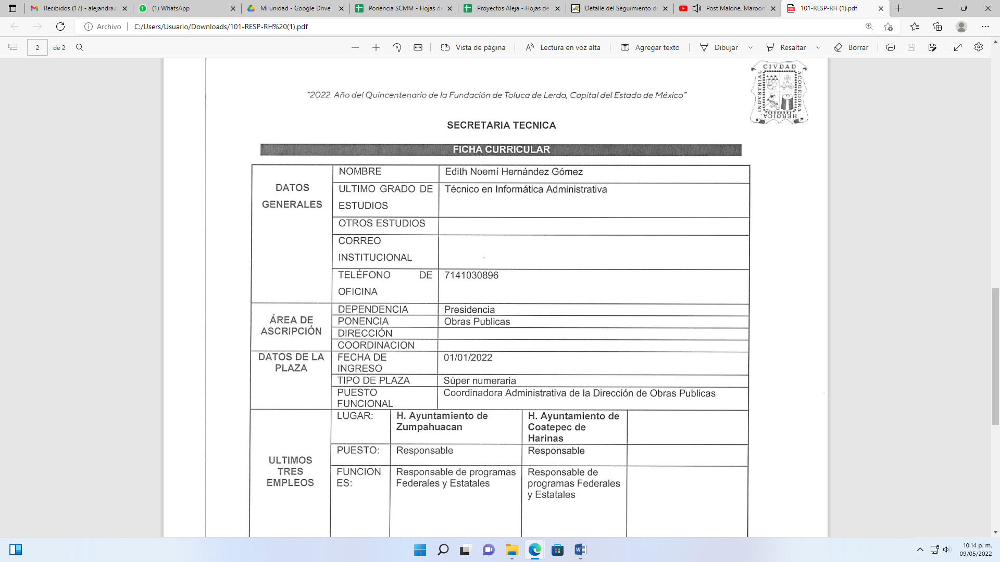 Recibidos (17) - alejandra.r
(1) WhatsApp
Mi unidad - Google Drive
Ponencia SCMM - Hojas de
Proyectos Aleja - Hojas de
Detalle del Seguimiento de
Post Malone, Maroon
101-RESP-RH (1).pdf
Archivo
C:/Users/Usuario/Downloads/101-RESP-RH%20(1).pdf
2
de 2
Vista de página
Lectura en voz alta
Agregar texto
Dibujar
Resaltar
Borrar
CIVDAD
ACOGEDORA
HEROICA
INDVSTRIAL
"2022. Año del Quincentenario de la Fundación de Toluca de Lerdo, Capital del Estado de México"
SECRETARIA TECNICA
FICHA CURRICULAR
DATOS
GENERALES
NOMBRE
Edith Noemí Hernández Gómez
ULTIMO GRADO DE
ESTUDIOS
Técnico en Informática Administrativa
OTROS ESTUDIOS
CORREO
INSTITUCIONAL
TELÉFONO DE
OFICINA
7141030896
ÁREA DE
ASCRIPCIÓN
DEPENDENCIA
Presidencia
PONENCIA
Obras Publicas
DIRECCIÓN
COORDINACION
DATOS DE LA
PLAZA
FECHA DE
INGRESO
01/01/2022
TIPO DE PLAZA
Súper numeraria
PUESTO
FUNCIONAL
Coordinadora Administrativa de la Dirección de Obras Publicas
ULTIMOS
TRES
EMPLEOS
LUGAR:
H. Ayuntamiento de
Zumpahuacan
H. Ayuntamiento de
Coatepec de
Harinas
PUESTO:
Responsable
Responsable
FUNCION
ES:
Responsable de programas
Federales y Estatales
Responsable de
programas Federales
y Estatales
10:14 p. m.
09/05/2022